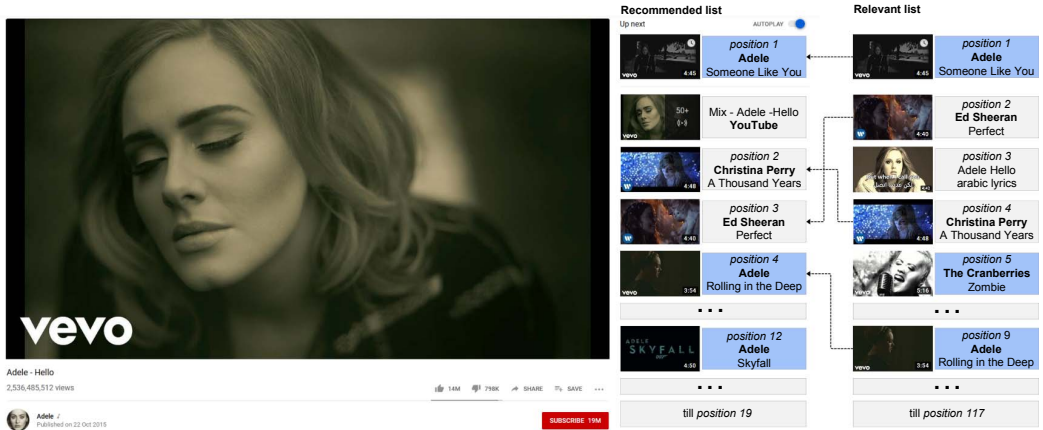 vevo
Adele - Hello
2,536,485,512 views
14M 798K SHARE SAVE ...
Adele ♪
Published on 22 Oct 2015
SUBSCRIBE 19M
Recommended list
Up next AUTOPLAY
4:45
vevo
position 1
Adele
Someone Like You
50+
vevo
Mix - Adele -Hello
YouTube
4:48
position 2
Christina Perry
A Thousand Years
4:40
position 3
Ed Sheeran
Perfect
3:54
vevo
position 4
Adele
Rolling in the Deep
...
ADELE
SKYFALL
4:50
position 12
Adele
Skyfall
...
till position 19
Relevant list
4:45
vevo
position 1
Adele
Someone Like You
4:40
position 2
Ed Sheeran
Perfect
position 3
Adele Hello
arabic lyrics
4:48
position 4
Christina Perry
A Thousand Years
5:16
vevo
position 5
The Cranberries
Zombie
...
3:54
vevo
position 9
Adele
Rolling in the Deep
...
till position 117